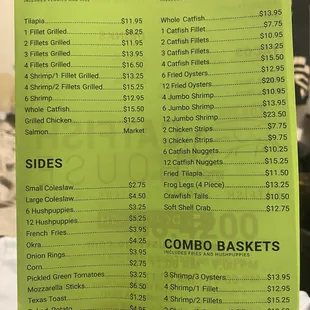 Tilapia $11.95
1 Fillet Grilled $8.25
2 Fillets Grilled $11.95
3 Fillets Grilled $13.95
4 Fillets Grilled $16.50
4 Shrimp/1 Fillet Grilled $13.25
4 Shrimp/2 Fillets Grilled $15.25
6 Shrimp $12.95
Whole Catfish $15.50
Grilled Chicken $12.50
Salmon Market
SIDES
Small Coleslaw $2.75
Large Coleslaw $4.50
6 Hushpuppies $3.25
12 Hushpuppies $5.25
French Fries $3.95
Okra $4.25
Onion Rings $3.95
Corn $2.75
Pickled Green Tomatoes $3.25
Mozzarella Sticks $6.50
Texas Toast $1.25
Whole Catfish $13.95
1 Catfish Fillet $7.75
2 Catfish Fillets $10.95
3 Catfish Fillets $13.25
4 Catfish Fillets $15.50
6 Fried Oysters $12.95
12 Fried Oysters $20.95
4 Jumbo Shrimp $10.95
6 Jumbo Shrimp $13.95
12 Jumbo Shrimp $23.50
2 Chicken Strips $7.75
3 Chicken Strips $9.75
6 Catfish Nuggets $10.25
12 Catfish Nuggets $15.25
Fried Tilapia $11.50
Frog Legs (4 Piece) $13.25
Crawfish Tails $10.50
Soft Shell Crab $12.75
COMBO BASKETS
INCLUDES FRIES AND HUSHPUPPIES
3 Shrimp/3 Oysters $13.95
4 Shrimp/1 Fillet $12.95
4 Shrimp/2 Fillets $15.25